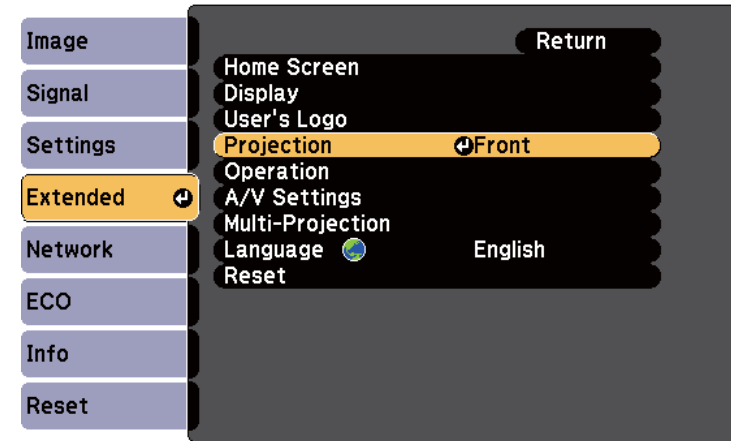 Image
Signal
Settings
Extended
Network
ECO
Info
Reset
Return
Home Screen
Display
User's Logo
Projection Front
Operation
A/V Settings
Multi-Projection
Language English
Reset